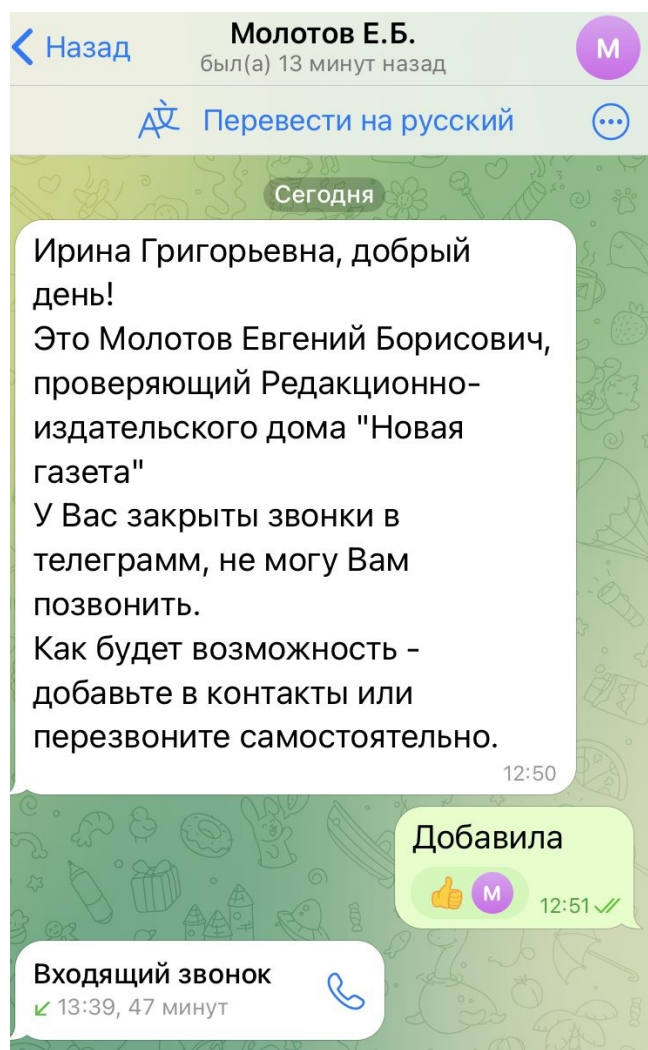 Назад
Молотов Е.Б.
был(а) 13 минут назад
М
Перевести на русский
Сегодня
Ирина Григорьевна, добрый
день!
Это Молотов Евгений Борисович,
проверяющий Редакционно-
издательского дома "Новая
газета"
У Вас закрыты звонки в
телеграмм, не могу Вам
позвонить.
Как будет возможность -
добавьте в контакты или
перезвоните самостоятельно.
12:50
Добавила
М
12:51
Входящий звонок
13:39, 47 минут